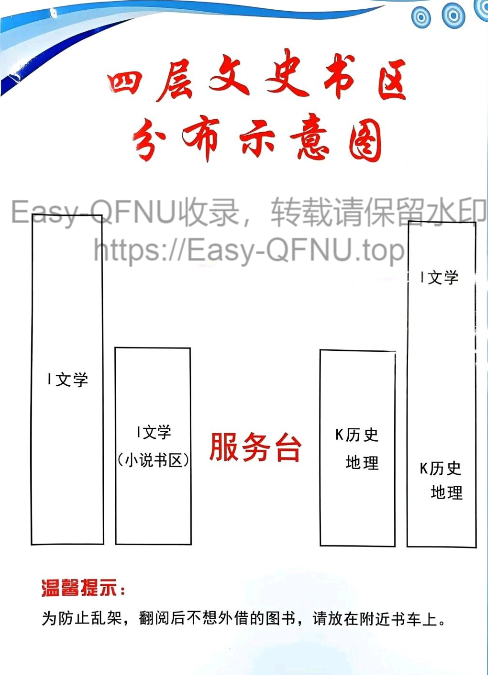 四层文史书区
分布示意图
Easy-QFNU收录，转载请保留水印
https://Easy-QFNU.top
I文学
I文学
I文学
(小说书区)
服务台
K历史
地理
K历史
地理
温馨提示：
为防止乱架，翻阅后不想外借的图书，请放在附近书车上。